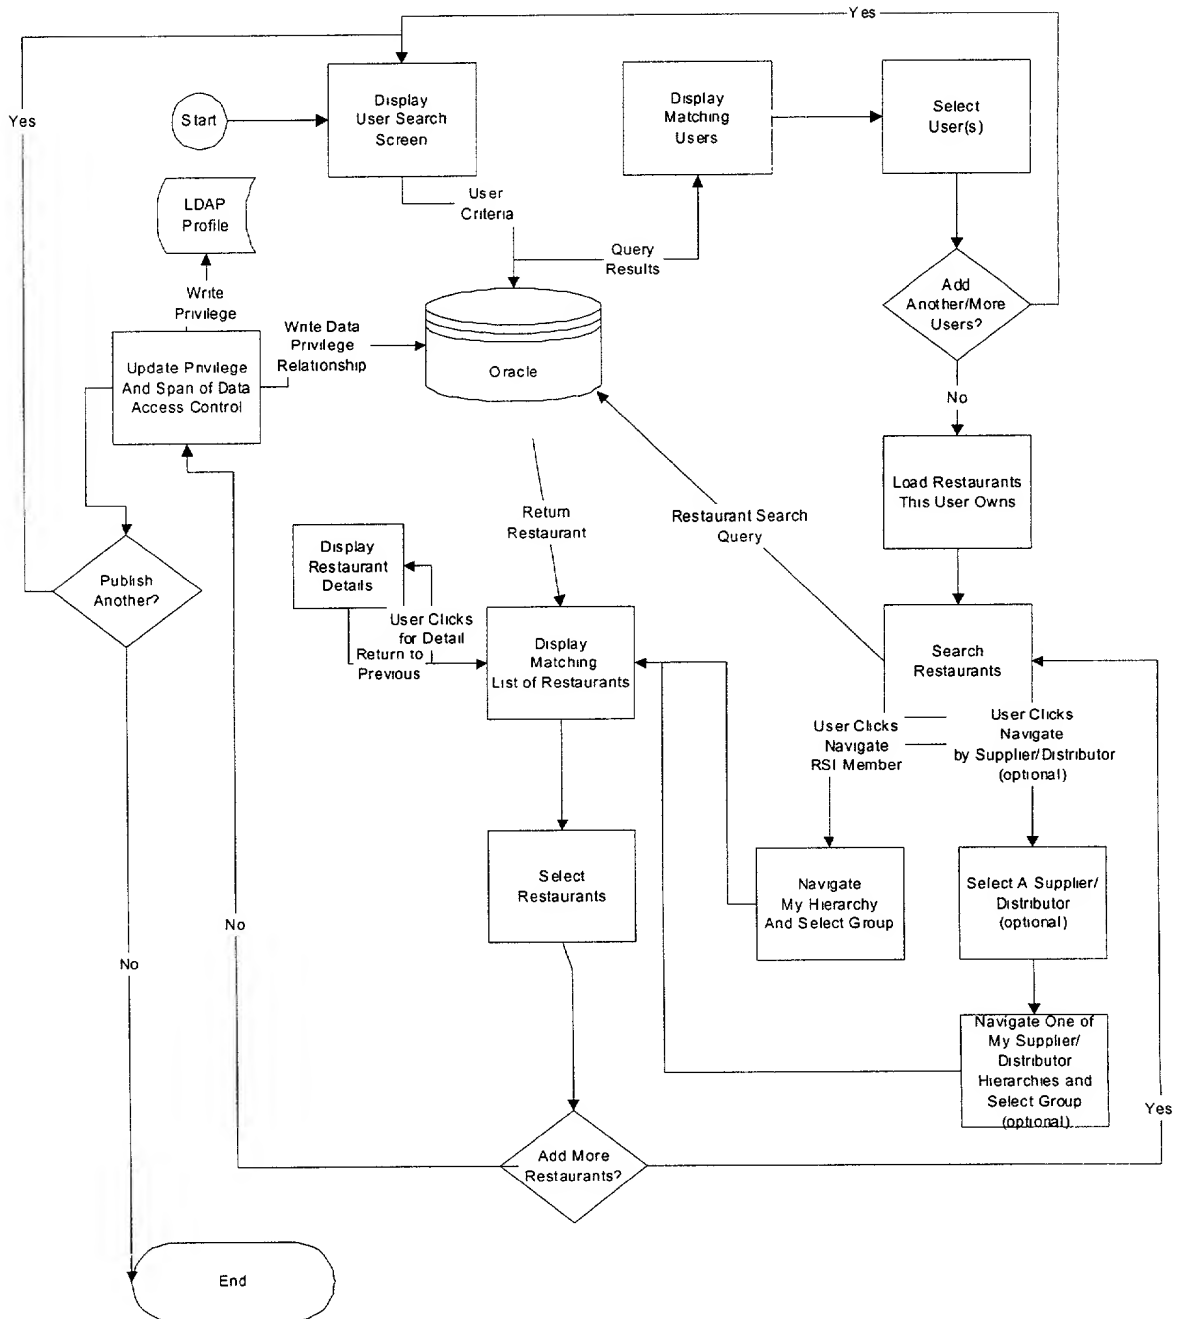 Yes
Yes
Start
Display
User Search
Screen
Display
Matching
Users
Select
User(s)
LDAP
Profile
User
Criteria
Query
Results
Write
Privilege
Add
Another/More
Users?
Write Data
Privilege
Relationship
Update Privilege
And Span of Data
Access Control
Oracle
No
Load Restaurants
This User Owns
Return
Restaurant
Restaurant Search
Query
Display
Restaurant
Details
Publish
Another?
User Clicks
for Detail
Return to
Previous
Display
Matching
List of Restaurants
Search
Restaurants
User Clicks
Navigate
RSI Member
User Clicks
Navigate
by Supplier/Distributor
(optional)
Select
Restaurants
Navigate
My Hierarchy
And Select Group
Select A Supplier/
Distributor
(optional)
No
No
Navigate One of
My Supplier/
Distributor
Hierarchies and
Select Group
(optional)
Yes
Add More
Restaurants?
End